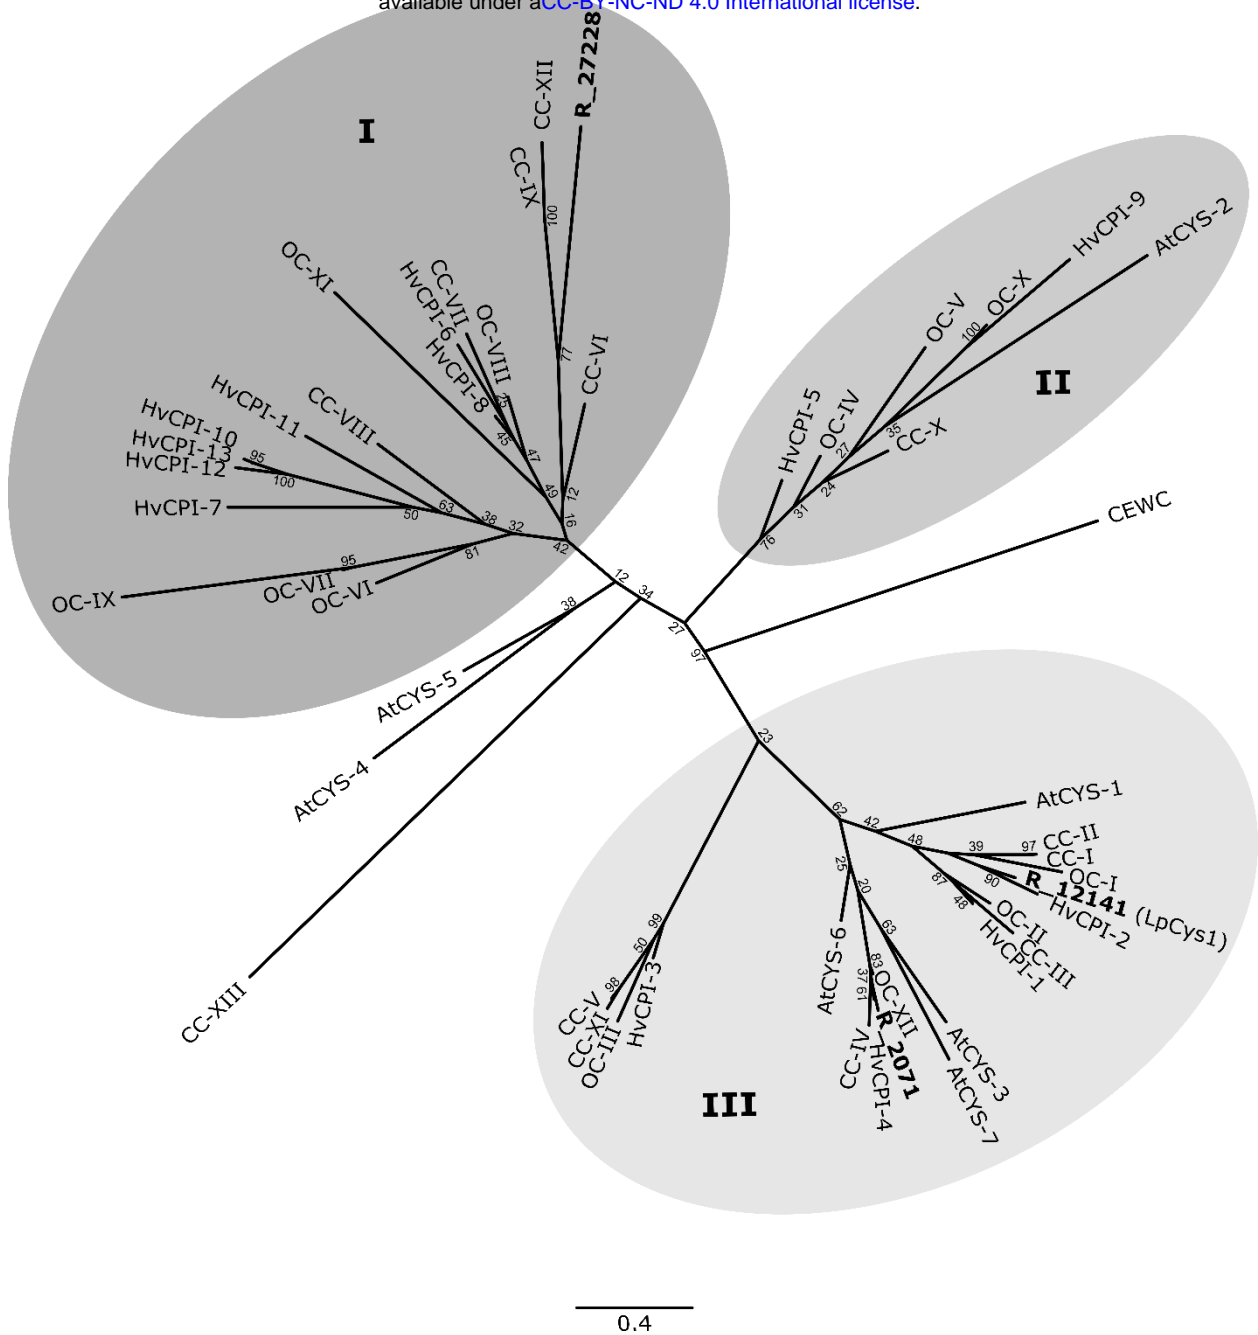 available under aCC-BY-NC-ND 4.0 International license.
I
R_27228
CC-XII
CC-IX
100
77
CC-VI
12
16
OC-XI
CC-VII
HvCPI-6
OC-VIII
HvCPI-8
25
45
47
49
CC-VIII
HvCPI-11
HvCPI-10
HvCPI-13
HvCPI-12
95
100
HvCPI-7
50
63
38
32
42
95
81
OC-IX
OC-VII
OC-VI
12
34
38
27
97
AtCYS-5
AtCYS-4
CC-XIII
II
HvCPI-9
AtCYS-2
OC-X
OC-V
100
HvCPI-5
OC-IV
CC-X
35
27
24
31
76
CEWC
III
23
62
42
48
39
97
AtCYS-1
CC-II
CC-I
OC-I
R_12141 (LpCys1)
HvCPI-2
90
87
48
OC-II
CC-III
HvCPI-1
25
20
63
83
37
61
AtCYS-6
OC-XII
R_2071
CC-IV
HvCPI-4
AtCYS-3
AtCYS-7
99
50
98
CC-V
CC-XI
OC-III
HvCPI-3
0.4